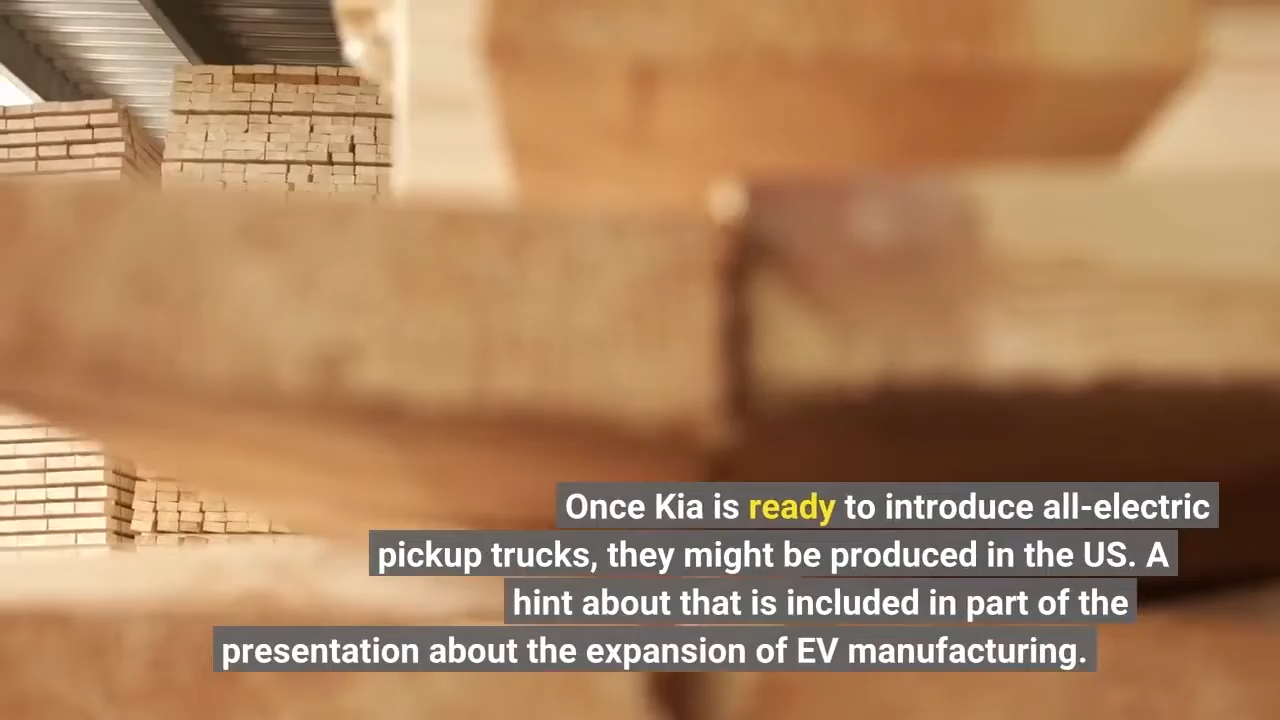 Once Kia is ready to introduce all-electric
pickup trucks, they might be produced in the US. A
hint about that is included in part of the
presentation about the expansion of EV manufacturing.